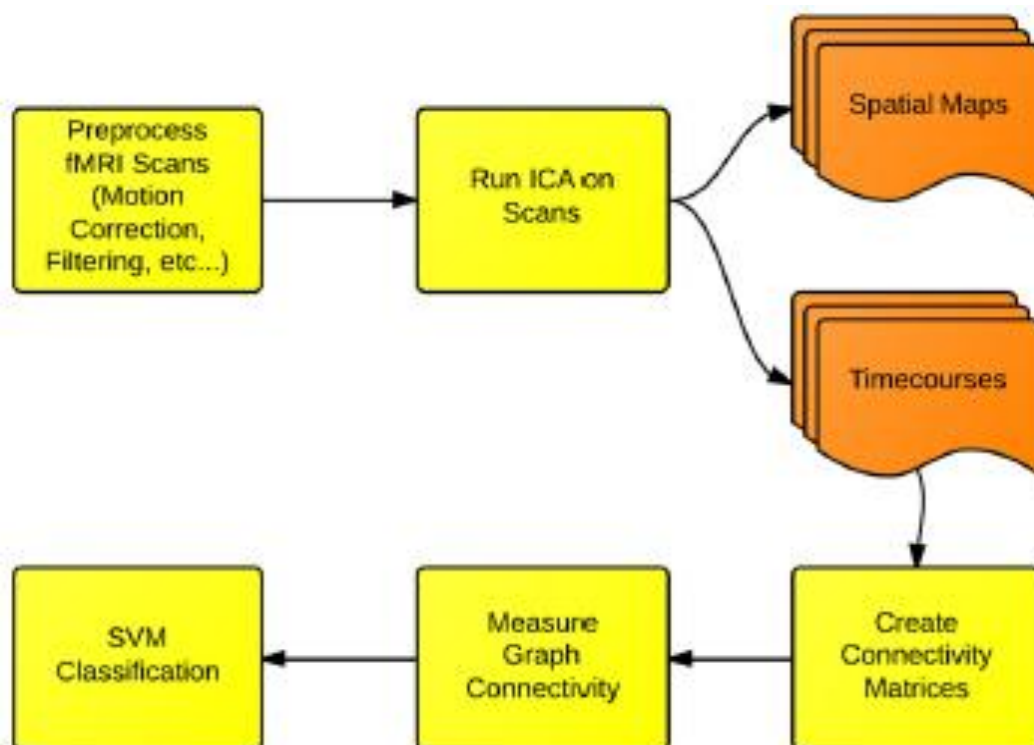 Preprocess
fMRI Scans
(Motion
Correction,
Filtering, etc...)
Run ICA on
Scans
Spatial Maps
Timecourses
Create
Connectivity
Matrices
Measure
Graph
Connectivity
SVM
Classification